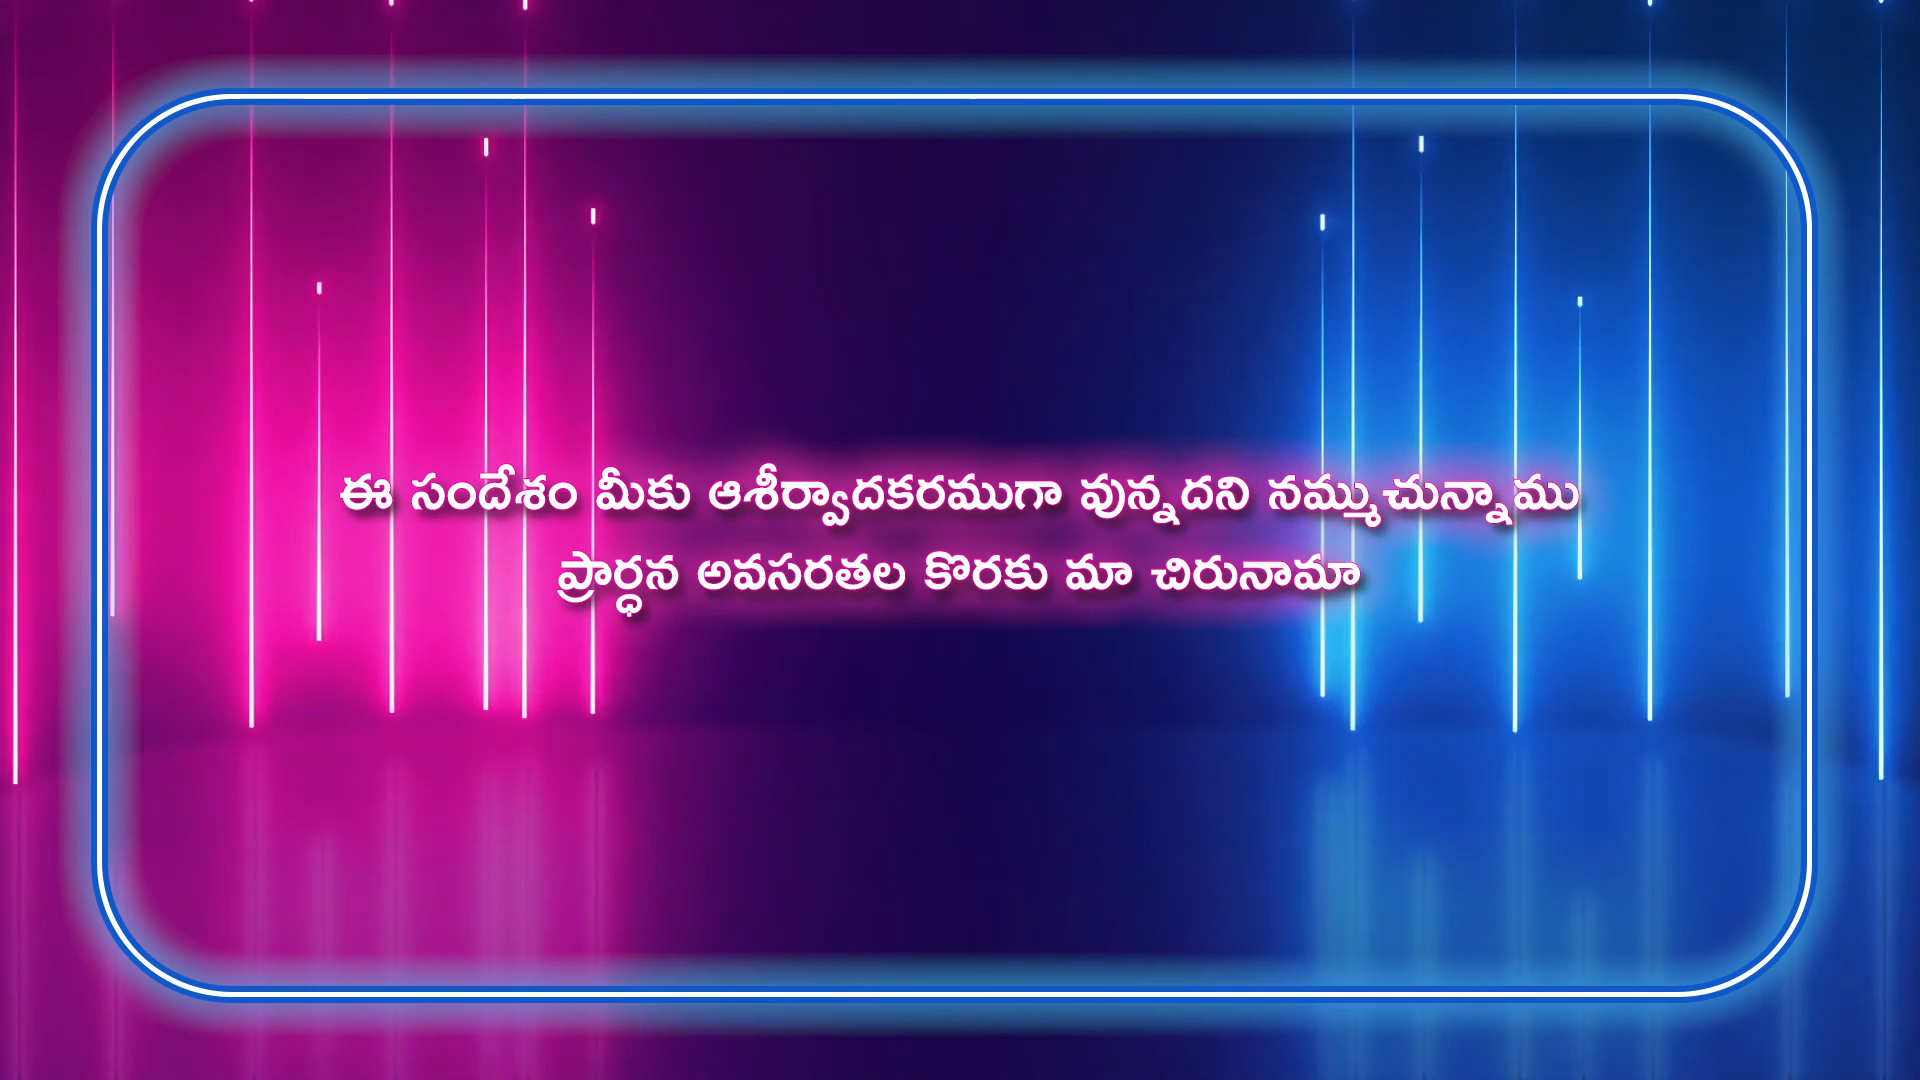 ఈ సందేశం మీకు ఆశీర్వాదకరముగా వున్నదని నమ్ముచున్నాము
ప్రార్ధన అవసరతల కొరకు మా చిరునామా